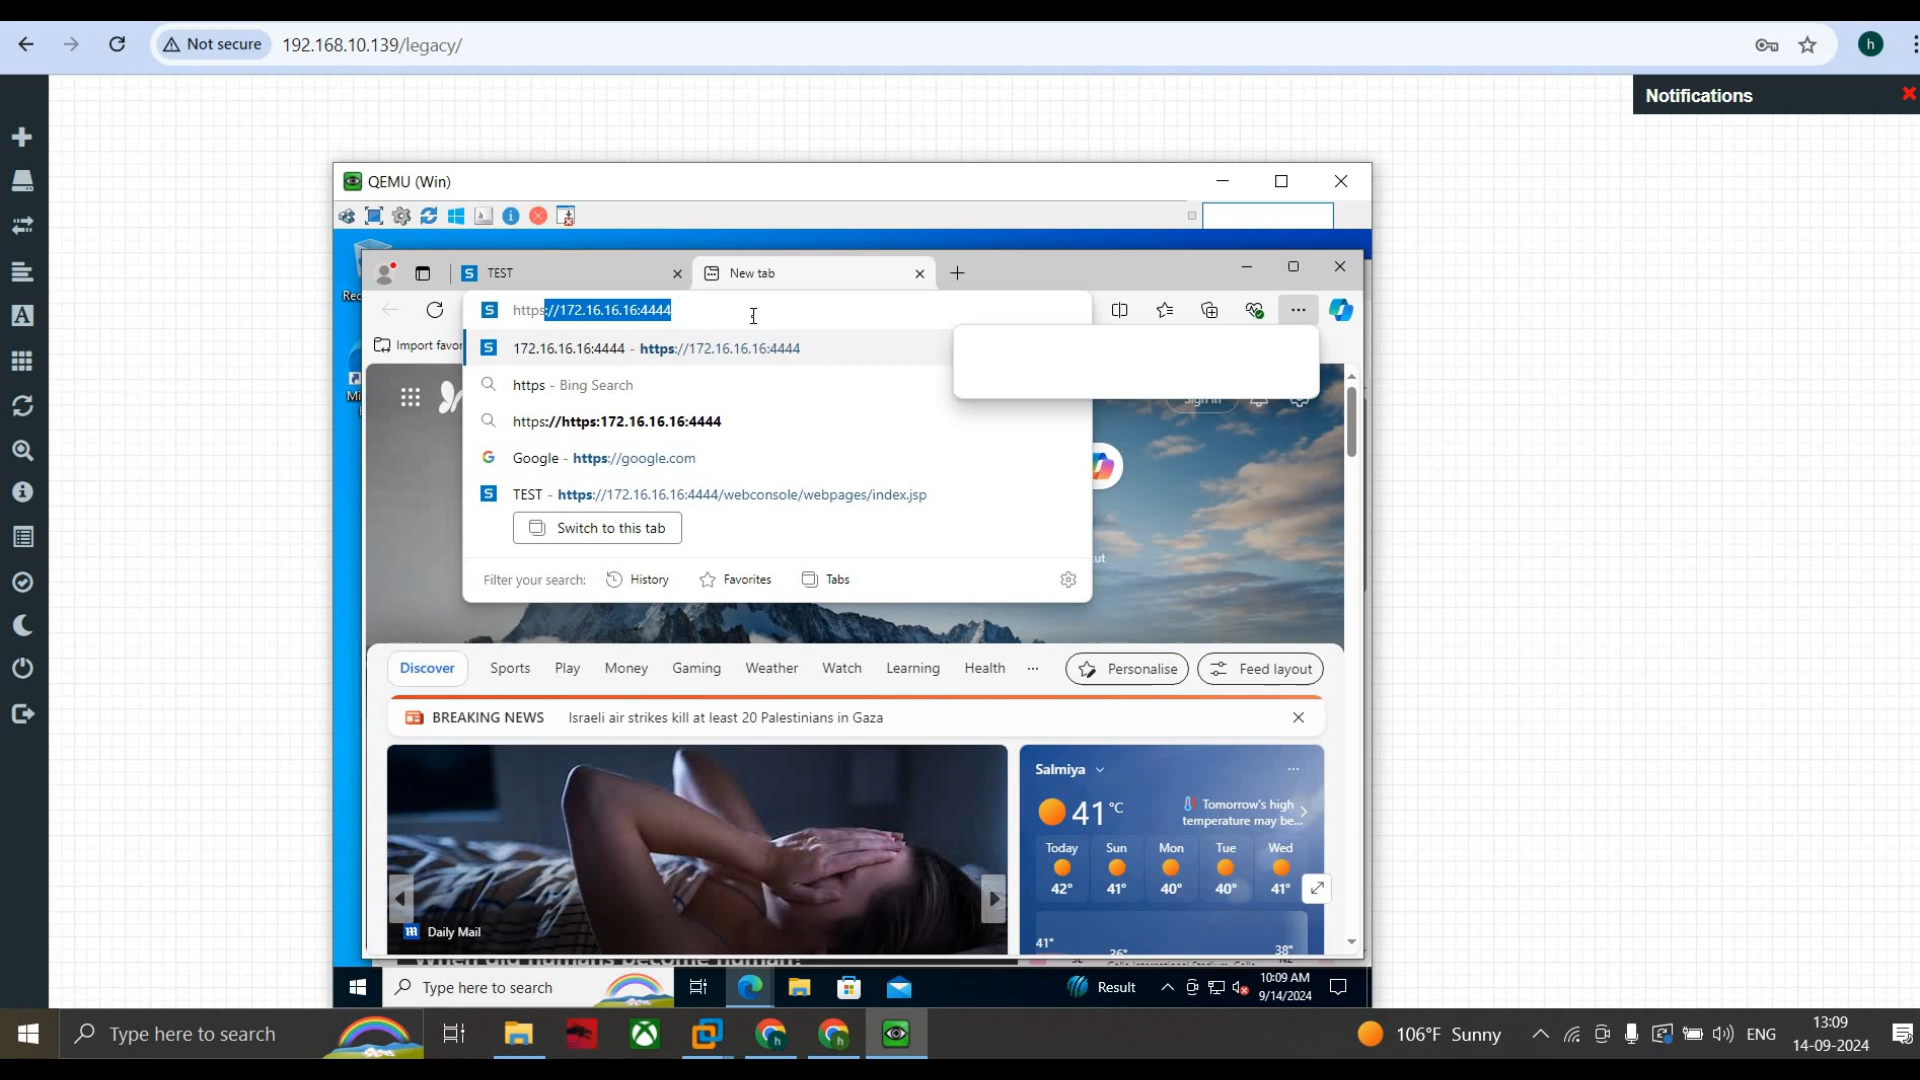 Not secure
192.168.10.139/legacy/
h
Notifications
QEMU (Win)
TEST
New tab
https://172.16.16.16:4444
Import favor
172.16.16.16:4444 - https://172.16.16.16:4444
https - Bing Search
https://https:172.16.16.16:4444
Google - https://google.com
TEST - https://172.16.16.16:4444/webconsole/webpages/index.jsp
Switch to this tab
Filter your search:
History
Favorites
Tabs
Discover
Sports
Play
Money
Gaming
Weather
Watch
Learning
Health
Personalise
Feed layout
BREAKING NEWS
Israeli air strikes kill at least 20 Palestinians in Gaza
Daily Mail
Salmiya
41 °C
Tomorrow's high
temperature may be...
Today
Sun
Mon
Tue
Wed
42°
41°
40°
40°
41°
41°
38°
When did humans become human?
Type here to search
Result
10:09 AM
9/14/2024
Type here to search
106°F Sunny
ENG
13:09
14-09-2024